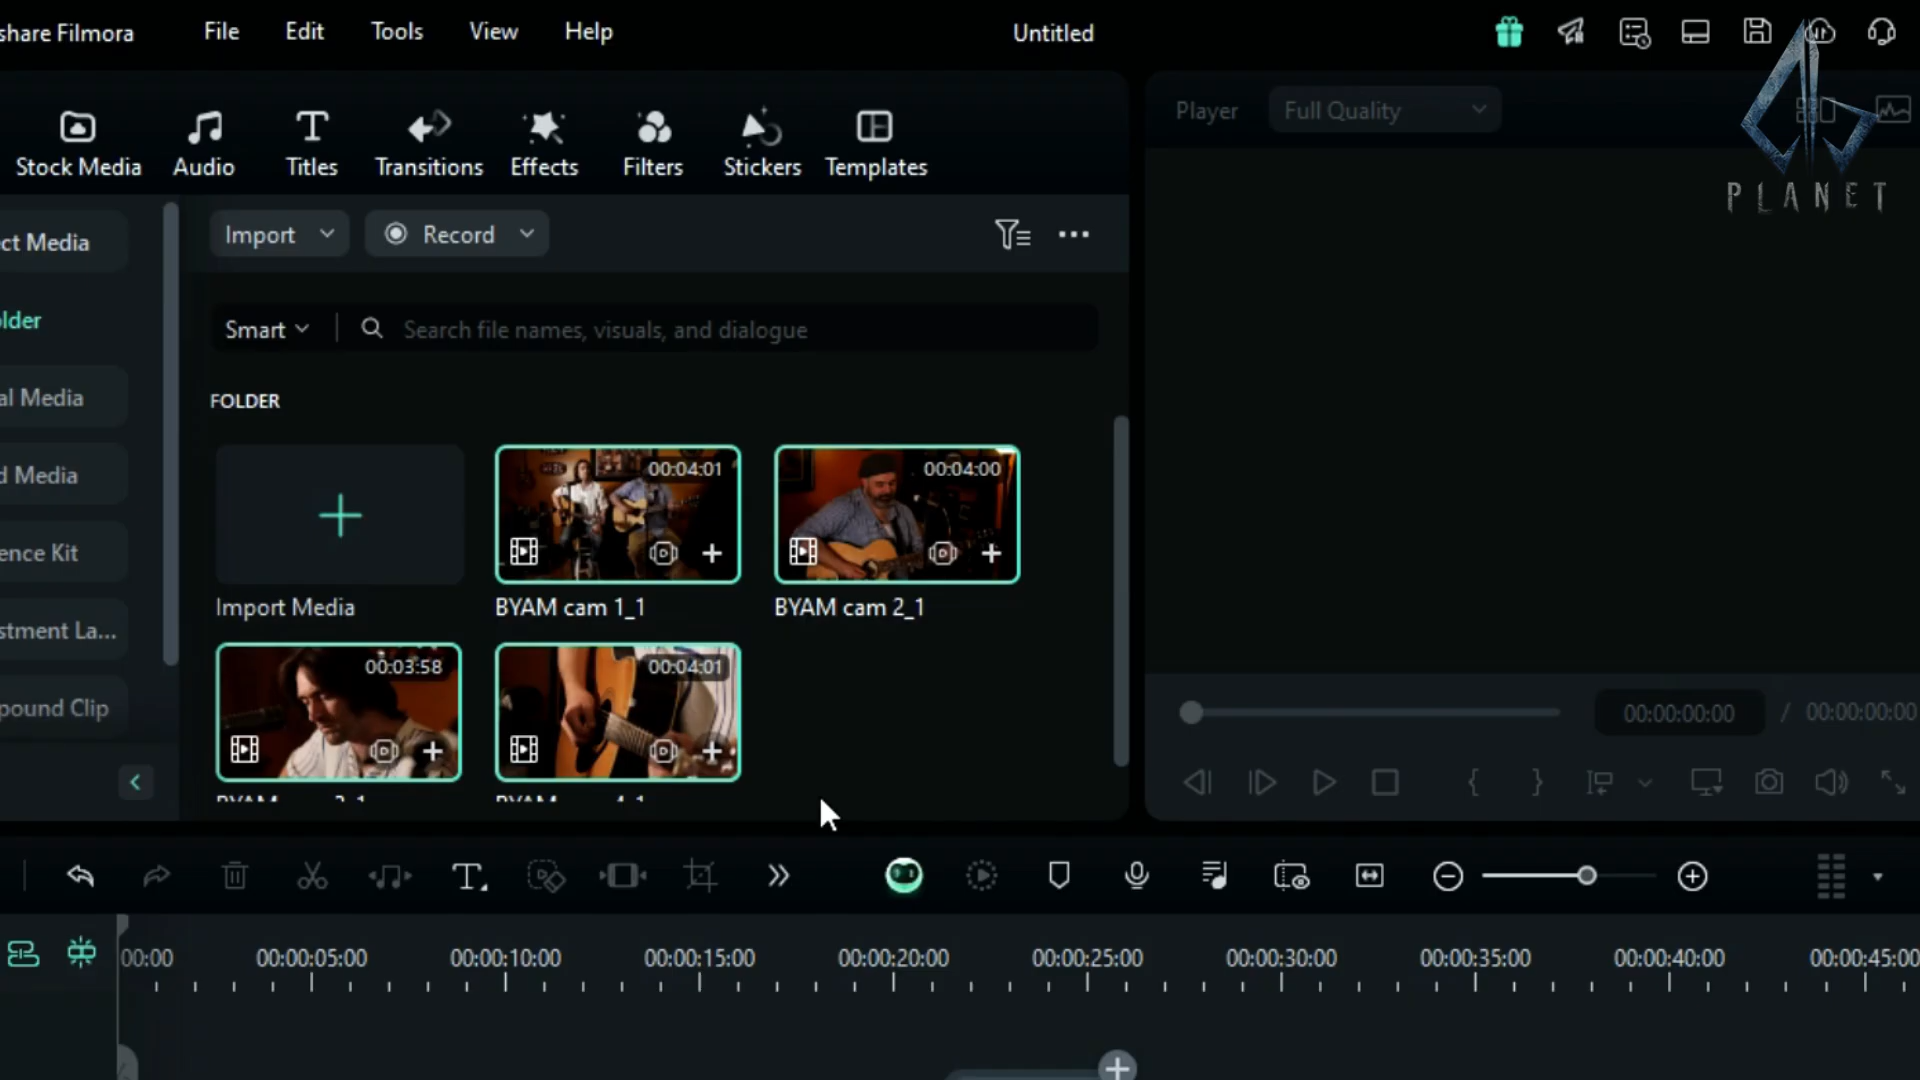 share Filmora
File
Edit
Tools
View
Help
Untitled
Stock Media
Audio
Titles
Transitions
Effects
Filters
Stickers
Templates
Player
Full Quality
PLANET
ct Media
lder
al Media
d Media
ence Kit
stment La...
pound Clip
Import
Record
Smart
Search file names, visuals, and dialogue
FOLDER
Import Media
00:04:01
BYAM cam 1_1
00:04:00
BYAM cam 2_1
00:03:58
00:04:01
00:00:00:00 / 00:00:00:00
00:00
00:00:05:00
00:00:10:00
00:00:15:00
00:00:20:00
00:00:25:00
00:00:30:00
00:00:35:00
00:00:40:00
00:00:45:00